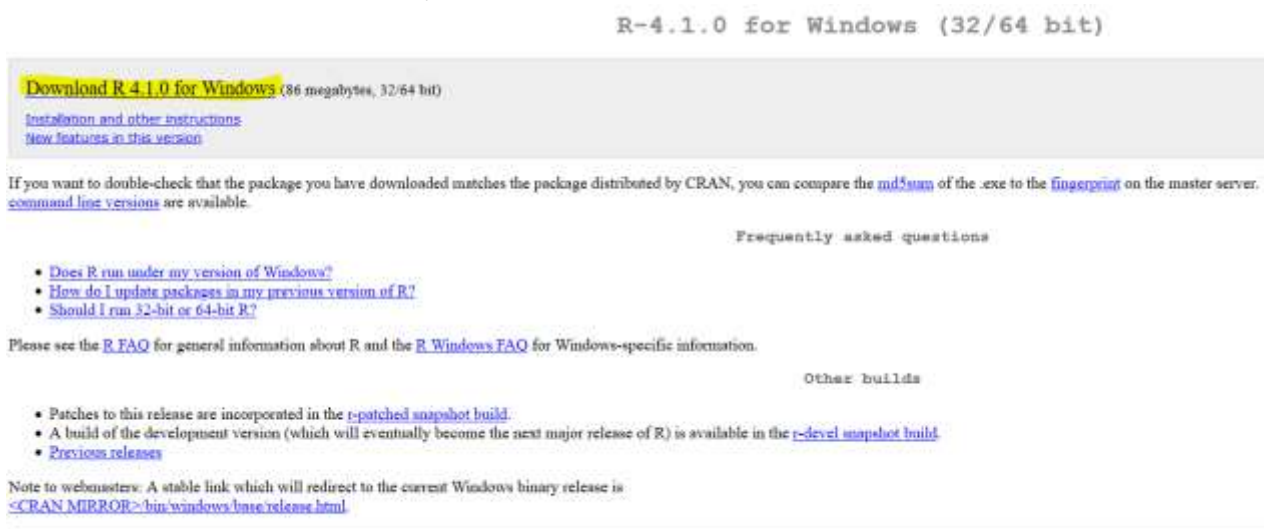 R-4.1.0 for Windows (32/64 bit)
Download R 4.1.0 for Windows (86 megabytes, 32/64 bit)
Installation and other instructions
New features in this version
If you want to double-check that the package you have downloaded matches the package distributed by CRAN, you can compare the md5sum of the .exe to the fingerprint on the master server.
command line versions are available.
Frequently asked questions
Does R run under my version of Windows?
How do I update packages in my previous version of R?
Should I run 32-bit or 64-bit R?
Please see the R FAQ for general information about R and the R Windows FAQ for Windows-specific information.
Other builds
Patches to this release are incorporated in the r-patched snapshot build.
A build of the development version (which will eventually become the next major release of R) is available in the r-devel snapshot build.
Previous releases
Note to webmasters: A stable link which will redirect to the current Windows binary release is
<CRAN MIRROR>/bin/windows/base/release.html.